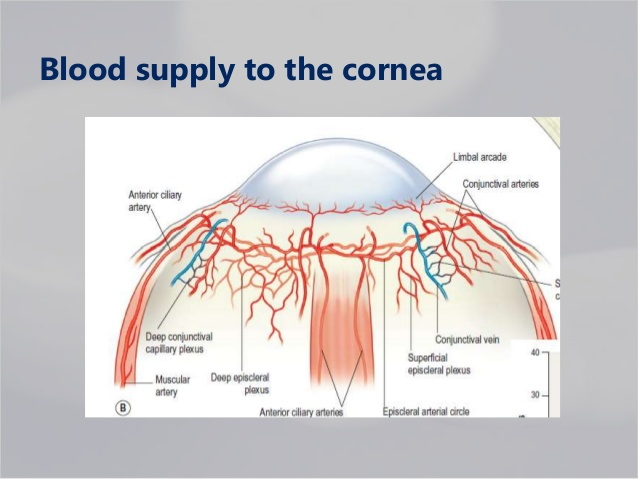 Blood supply to the cornea
Limbal arcade
Conjunctival arteries
Anterior ciliary
artery
S
c
Deep conjunctival
capillary plexus
Conjunctival vein
Superficial
episcleral plexus
40
Muscular
artery
Deep episcleral
plexus
30
B
Anterior ciliary arteries
Episcleral arterial circle